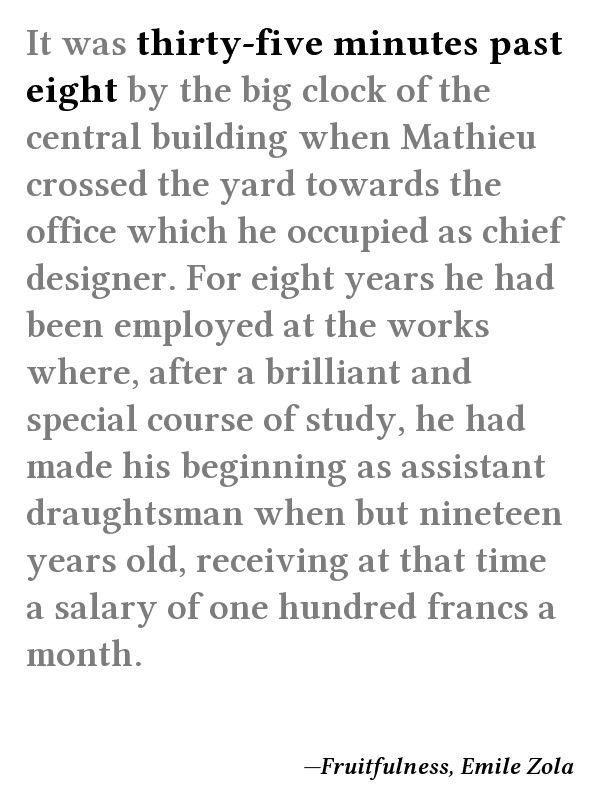 It was thirty-five minutes past
eight by the big clock of the
central building when Mathieu
crossed the yard towards the
office which he occupied as chief
designer. For eight years he had
been employed at the works
where, after a brilliant and
special course of study, he had
made his beginning as assistant
draughtsman when but nineteen
years old, receiving at that time
a salary of one hundred francs a
month.
—Fruitfulness, Emile Zola